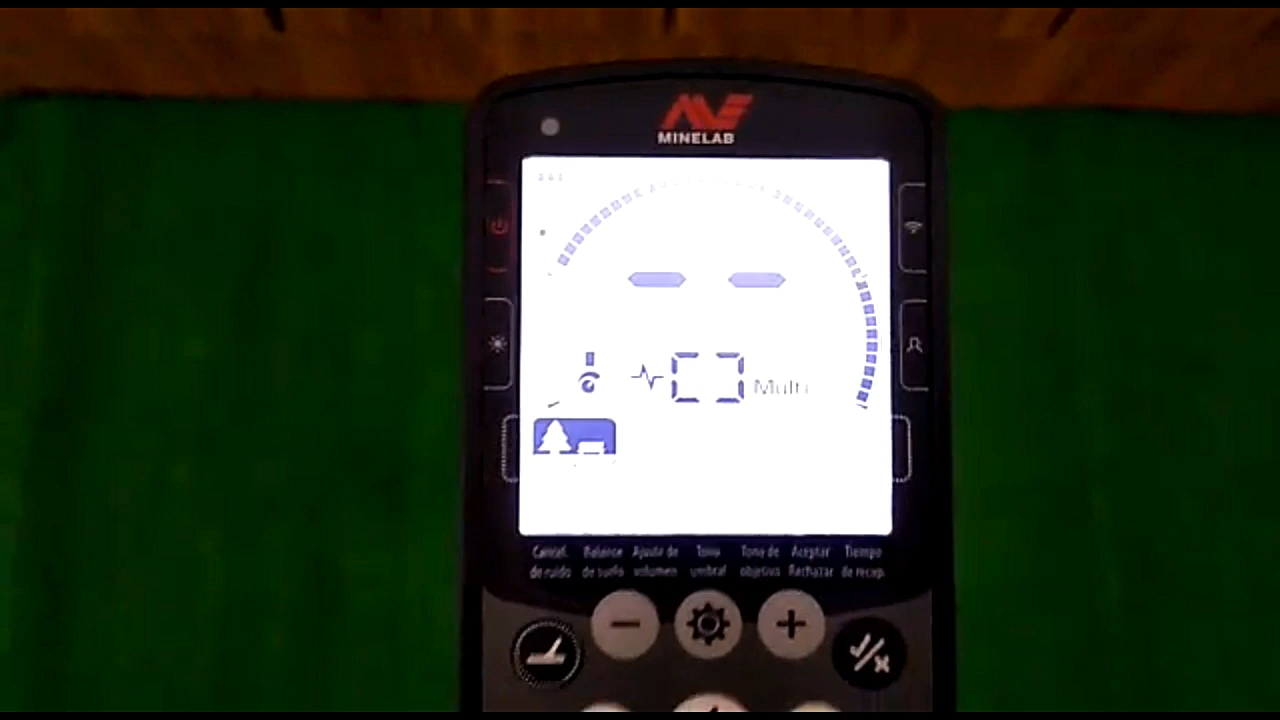 MINELAB
Multi
Cancel. Balance Ajuste de Tono Tono de Aceptar Tiempo
de ruido de suelo volumen umbral objetivo Rechazar de recup.